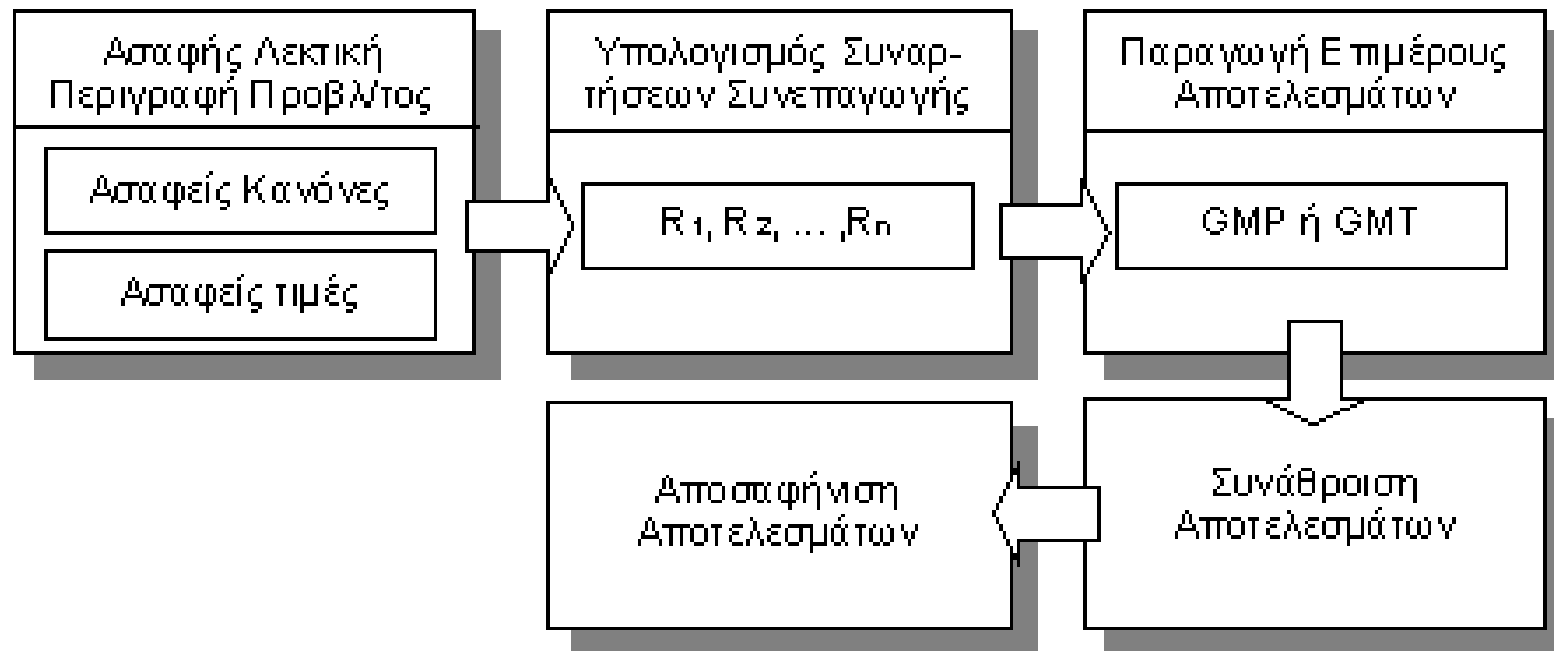 Ασαφής Λεκτική
Περιγραφή Προβλ/τος
Ασαφείς Κανόνες
Ασαφείς τιμές
Υπολογισμός Συναρ-
τήσεων Συνεπαγωγής
R1, R2, ... ,Rn
Παραγωγή Επιμέρους
Αποτελεσμάτων
GMP ή GMT
Συνάθροιση
Αποτελεσμάτων
Αποσαφήνιση
Αποτελεσμάτων